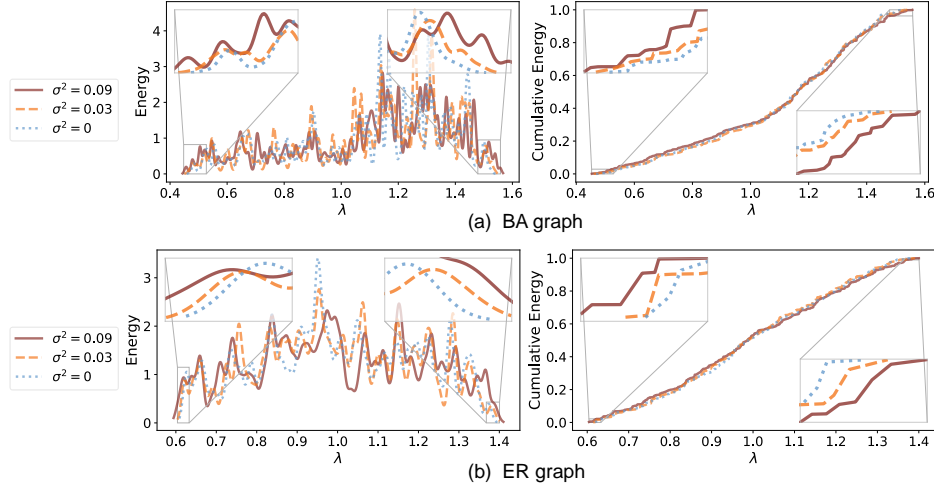 σ² = 0.09
σ² = 0.03
σ² = 0
Energy
4
3
2
1
0
0.4 0.6 0.8 1.0 1.2 1.4 1.6
λ
Cumulative Energy
1.0
0.8
0.6
0.4
0.2
0.0
0.4 0.6 0.8 1.0 1.2 1.4 1.6
λ
(a) BA graph
σ² = 0.09
σ² = 0.03
σ² = 0
Energy
3
2
1
0
0.6 0.7 0.8 0.9 1.0 1.1 1.2 1.3 1.4
λ
Cumulative Energy
1.0
0.8
0.6
0.4
0.2
0.0
0.6 0.7 0.8 0.9 1.0 1.1 1.2 1.3 1.4
λ
(b) ER graph